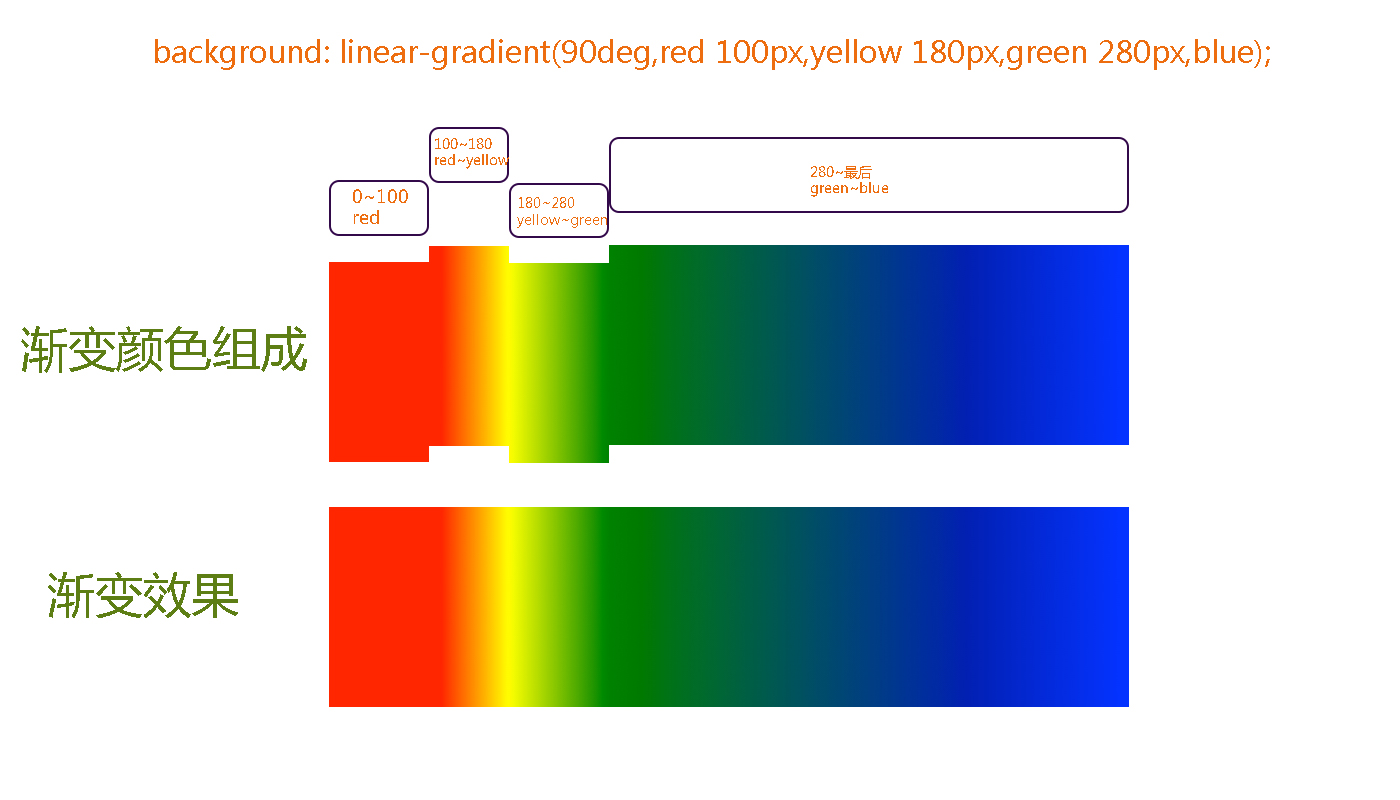 background: linear-gradient(90deg,red 100px,yellow 180px,green 280px,blue);
0~100
red
100~180
red~yellow
180~280
yellow~green
280~最后
green~blue
渐变颜色组成
渐变效果